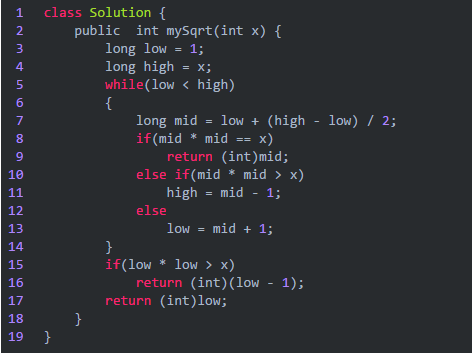 1 class Solution {
2     public  int mySqrt(int x) {
3         long low = 1;
4         long high = x;
5         while(low < high)
6         {
7             long mid = low + (high - low) / 2;
8             if(mid * mid == x)
9                 return (int)mid;
10             else if(mid * mid > x)
11                 high = mid - 1;
12             else
13                 low = mid + 1;
14         }
15         if(low * low > x)
16             return (int)(low - 1);
17         return (int)low;
18     }
19 }